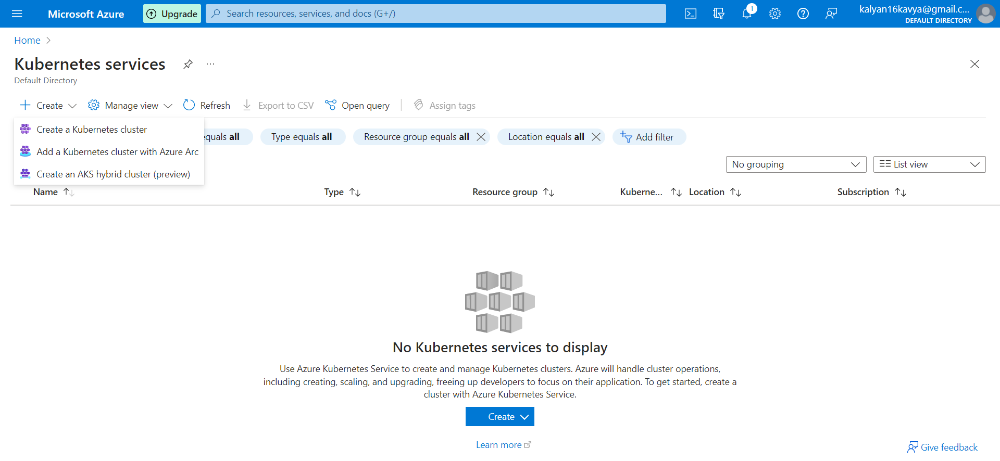 Microsoft Azure
Upgrade
Search resources, services, and docs (G+/)
1
kalyan16kavya@gmail.c...
DEFAULT DIRECTORY
Home
Kubernetes services
...
Default Directory
Create
Manage view
Refresh
Export to CSV
Open query
Assign tags
Create a Kubernetes cluster
Add a Kubernetes cluster with Azure Arc
Create an AKS hybrid cluster (preview)
equals all
Type equals all
Resource group equals all
Location equals all
Add filter
No grouping
List view
Name
Type
Resource group
Kuberne...
Location
Subscription
No Kubernetes services to display
Use Azure Kubernetes Service to create and manage Kubernetes clusters. Azure will handle cluster operations,
including creating, scaling, and upgrading, freeing up developers to focus on their application. To get started, create a
cluster with Azure Kubernetes Service.
Create
Learn more
Give feedback